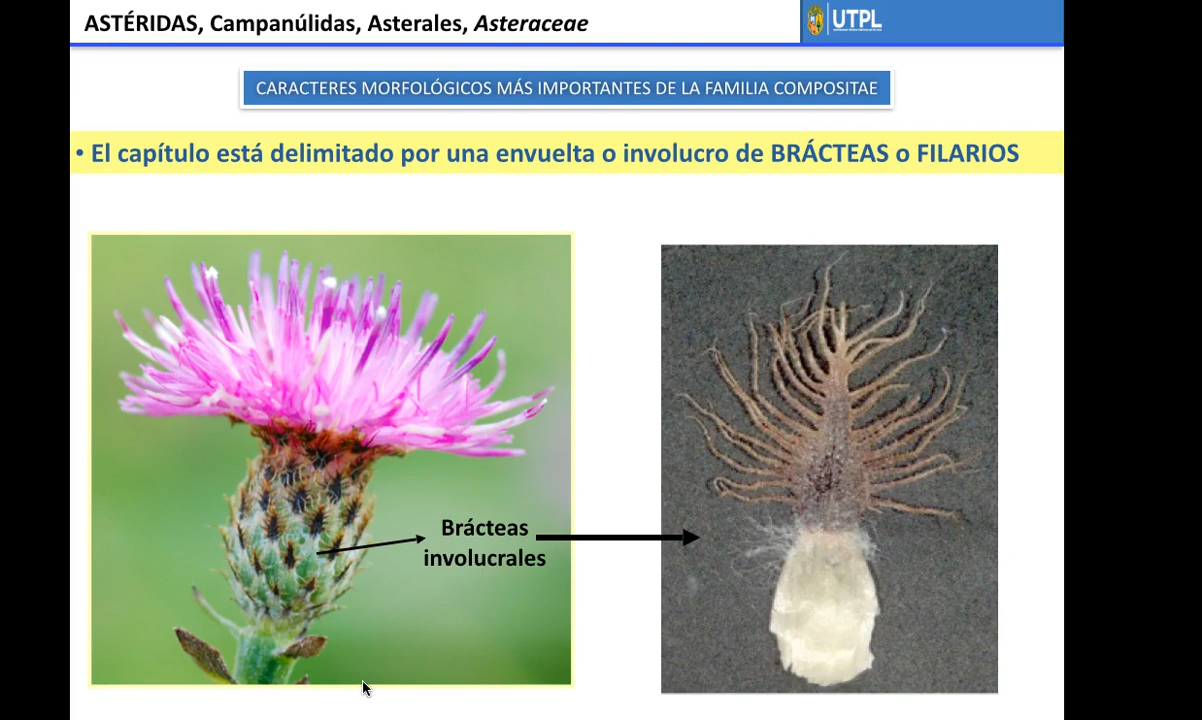 ASTÉRIDAS, Campanúlidas, Asterales, Asteraceae
UTPL
CARACTERES MORFOLÓGICOS MÁS IMPORTANTES DE LA FAMILIA COMPOSITAE
• El capítulo está delimitado por una envuelta o involucro de BRÁCTEAS o FILARIOS
Brácteas
involucrales